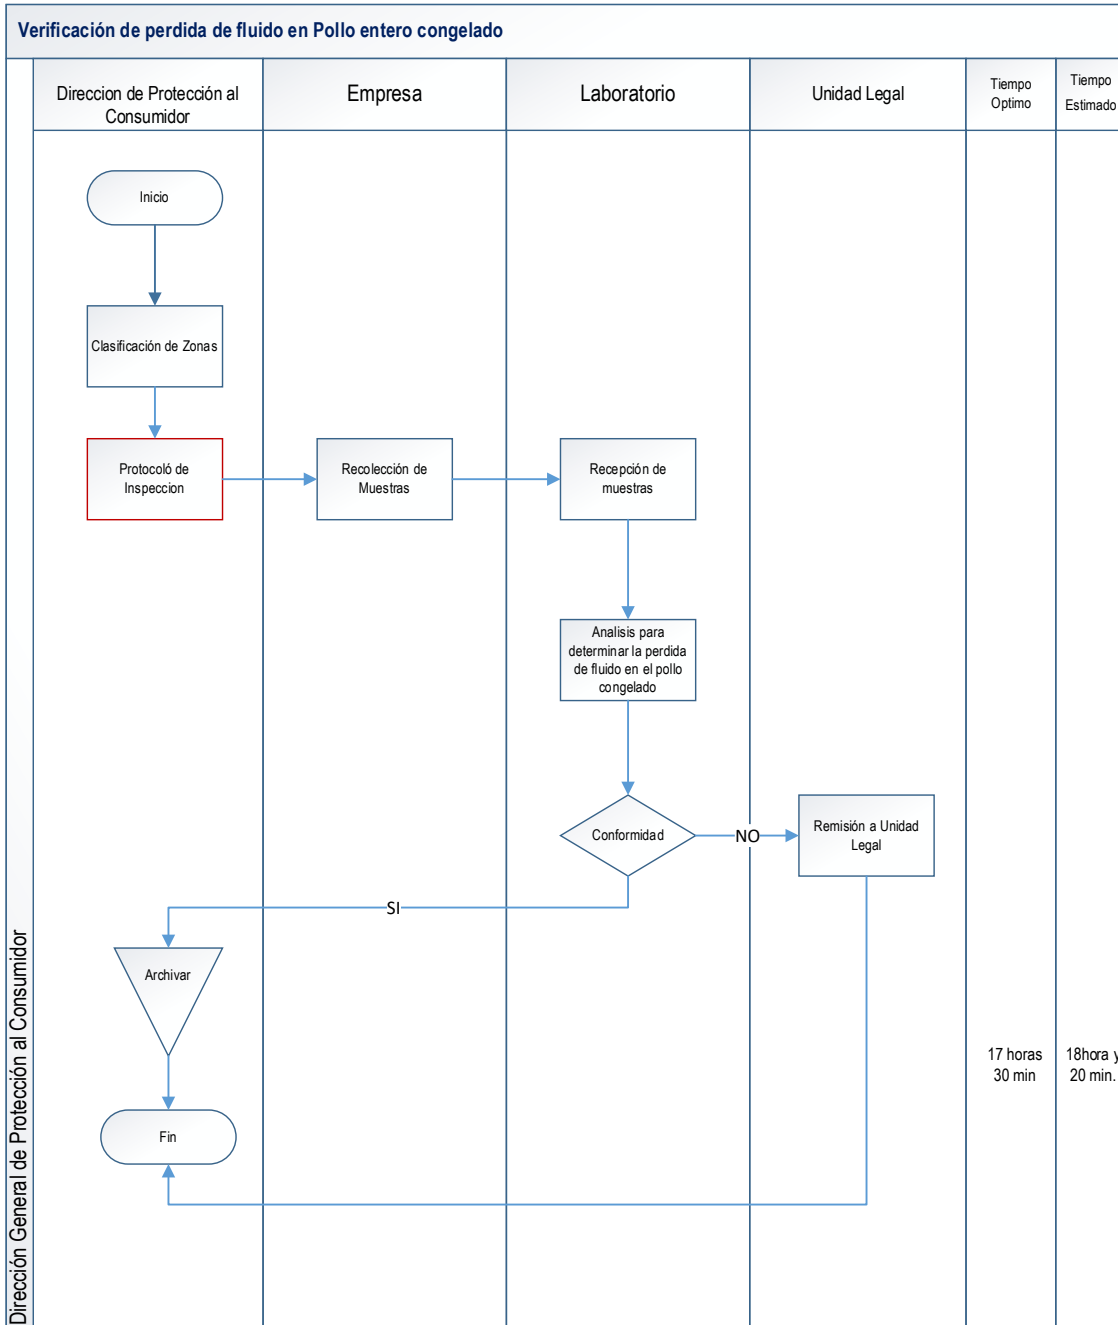 Verificación de perdida de fluido en Pollo entero congelado
Direccion de Protección al
Consumidor
Empresa
Laboratorio
Unidad Legal
Tiempo
Optimo
Tiempo
Estimado
Inicio
Clasificación de Zonas
Protocoló de
Inspeccion
Recolección de
Muestras
Recepción de
muestras
Analisis para
determinar la perdida
de fluido en el pollo
congelado
Conformidad
NO
Remisión a Unidad
Legal
SI
Archivar
Fin
17 horas
30 min
18hora y
20 min.
Dirección General de Protección al Consumidor